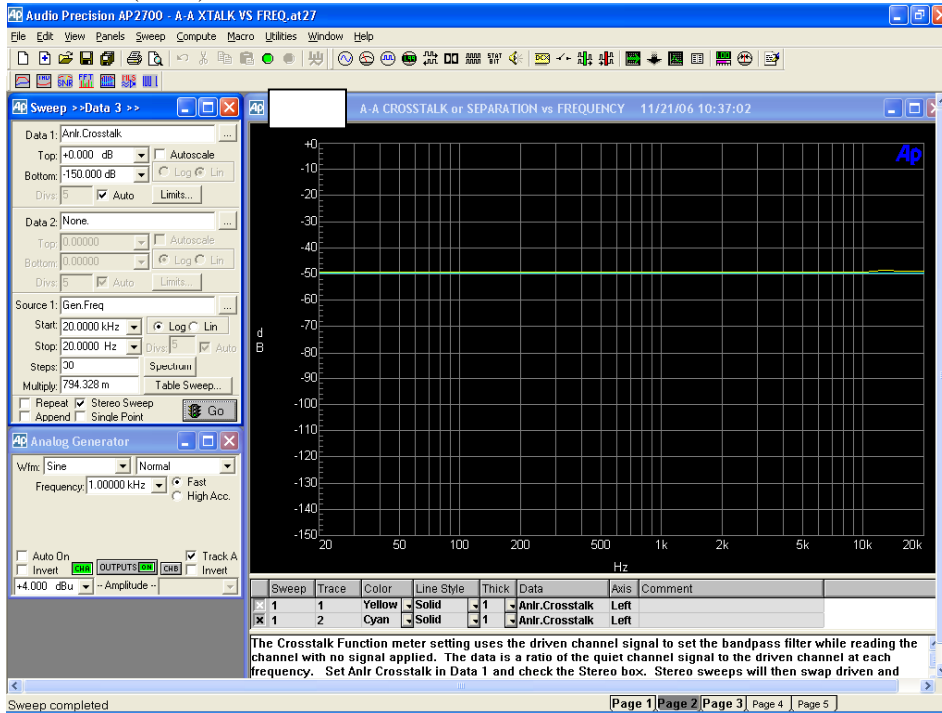 Audio Precision AP2700 - A-A XTALK VS FREQ.at27
File Edit View Panels Sweep Compute Macro Utilities Window Help
Sweep >>Data 3 >>
Data 1: Anlr.Crosstalk ...
Top: +0.000 dB Autoscale
Bottom: -150.000 dB Log Lin
Divs: 5 Auto Limits...
Data 2: None. ...
Top: 0.00000 Autoscale
Bottom: 0.00000 Log Lin
Divs: 5 Auto Limits...
Source 1: Gen.Freq ...
Start: 20.0000 kHz Log Lin
Stop: 20.0000 Hz Divs: 5 Auto
Steps: 30 Spectrum
Multiply: 794.328 m Table Sweep...
Repeat Stereo Sweep
Append Single Point Go
Analog Generator
Wfm: Sine Normal
Frequency: 1.00000 kHz Fast
High Acc.
Auto On Track A
Invert CHA OUTPUTS ON CHB Invert
+4.000 dBu -- Amplitude --
A-A CROSSTALK or SEPARATION vs FREQUENCY 11/21/06 10:37:02
Ap
+0
-10
-20
-30
-40
-50
-60
-70
-80
-90
-100
-110
-120
-130
-140
-150
d
B
20 50 100 200 500 1k 2k 5k 10k 20k
Hz
Sweep Trace Color Line Style Thick Data Axis Comment
1 1 Yellow Solid 1 Anlr.Crosstalk Left
1 2 Cyan Solid 1 Anlr.Crosstalk Left
The Crosstalk Function meter setting uses the driven channel signal to set the bandpass filter while reading the
channel with no signal applied. The data is a ratio of the quiet channel signal to the driven channel at each
frequency. Set Anlr Crosstalk in Data 1 and check the Stereo box. Stereo sweeps will then swap driven and
Sweep completed
Page 1 Page 2 Page 3 Page 4 Page 5